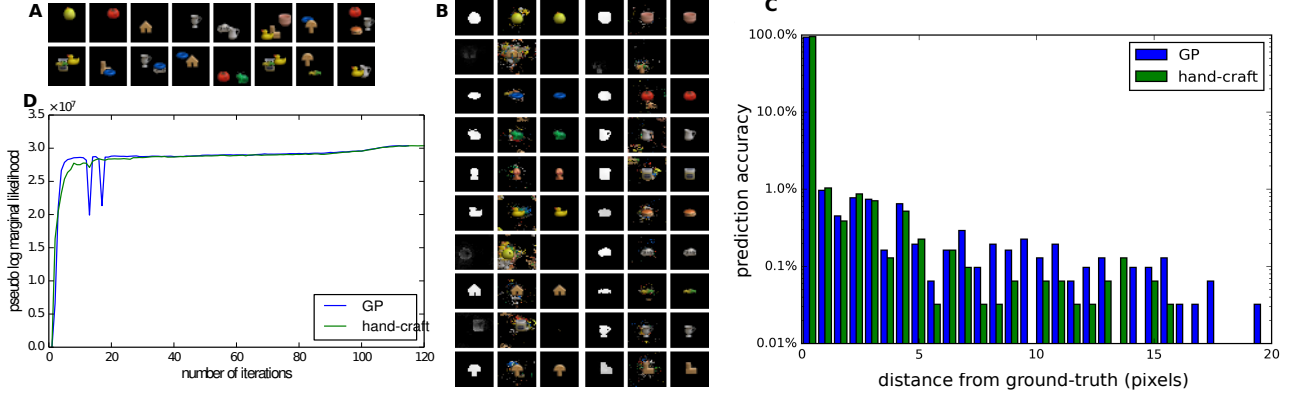 A
B
C
D
×10⁷
3.5
3.0
2.5
2.0
1.5
1.0
0.5
0.0
pseudo log marginal likelihood
GP
hand-craft
0 20 40 60 80 100 120
number of iterations
100.0%
10.0%
1.0%
0.1%
0.01%
prediction accuracy
GP
hand-craft
0 5 10 15 20
distance from ground-truth (pixels)